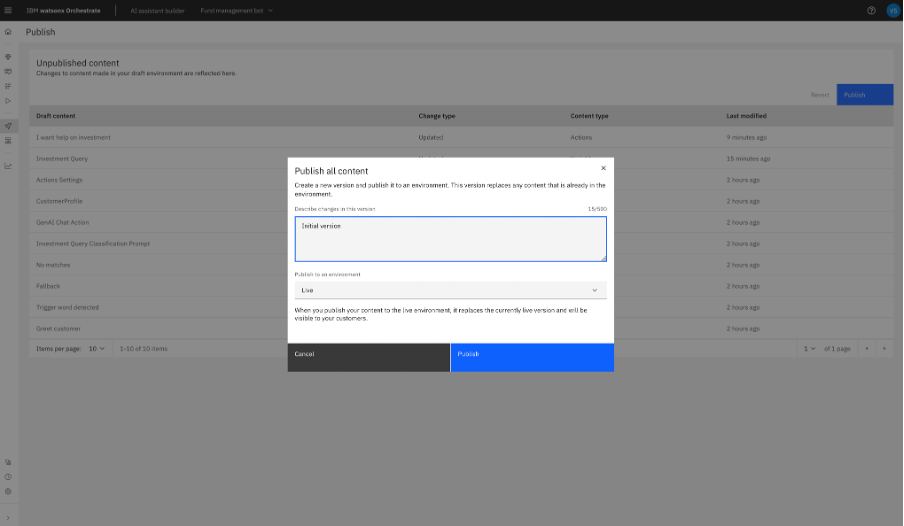 IBM watsonx Orchestrate
AI assistant builder
Fund management bot
VS
Publish
Unpublished content
Changes to content made in your draft environment are reflected here.
Revert
Publish
Draft content Change type Content type Last modified
I want help on investment Updated Actions 9 minutes ago
Investment Query 15 minutes ago
Actions Settings 2 hours ago
CustomerProfile 2 hours ago
GenAI Chat Action 2 hours ago
Investment Query Classification Prompt 2 hours ago
No matches 2 hours ago
Fallback 2 hours ago
Trigger word detected 2 hours ago
Greet customer 2 hours ago
Items per page: 10 1–10 of 10 items 1 of 1 page
Publish all content
Create a new version and publish it to an environment. This version replaces any content that is already in the
environment.
Describe changes in this version 15/500
Initial version
Publish to an environment
Live
When you publish your content to the live environment, it replaces the currently live version and will be
visible to your customers.
Cancel
Publish